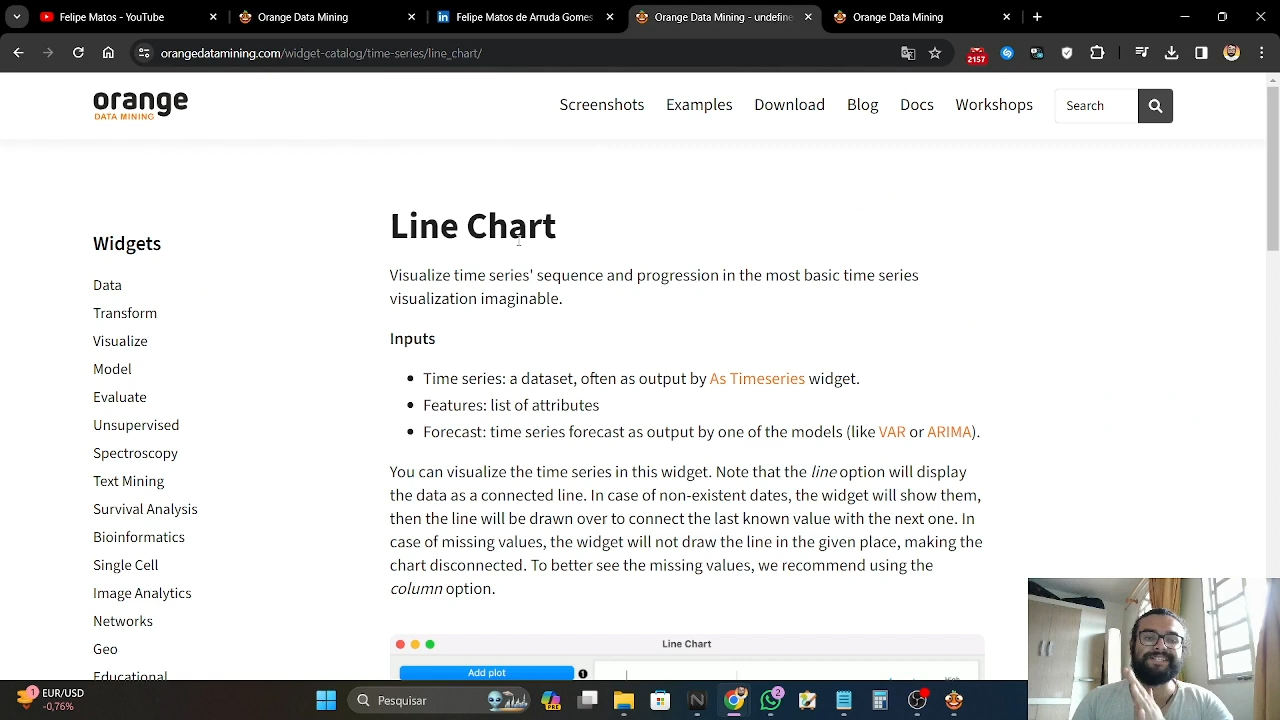 Felipe Matos - YouTube
Orange Data Mining
Felipe Matos de Arruda Gomes
Orange Data Mining - undefine
Orange Data Mining
orangedatamining.com/widget-catalog/time-series/line_chart/
2157
orange
DATA MINING
Screenshots
Examples
Download
Blog
Docs
Workshops
Search
Widgets
Data
Transform
Visualize
Model
Evaluate
Unsupervised
Spectroscopy
Text Mining
Survival Analysis
Bioinformatics
Single Cell
Image Analytics
Networks
Geo
Educational
Line Chart
Visualize time series' sequence and progression in the most basic time series
visualization imaginable.
Inputs
Time series: a dataset, often as output by As Timeseries widget.
Features: list of attributes
Forecast: time series forecast as output by one of the models (like VAR or ARIMA).
You can visualize the time series in this widget. Note that the line option will display
the data as a connected line. In case of non-existent dates, the widget will show them,
then the line will be drawn over to connect the last known value with the next one. In
case of missing values, the widget will not draw the line in the given place, making the
chart disconnected. To better see the missing values, we recommend using the
column option.
Line Chart
Add plot
1
High
1
EUR/USD
-0,76%
Pesquisar
2